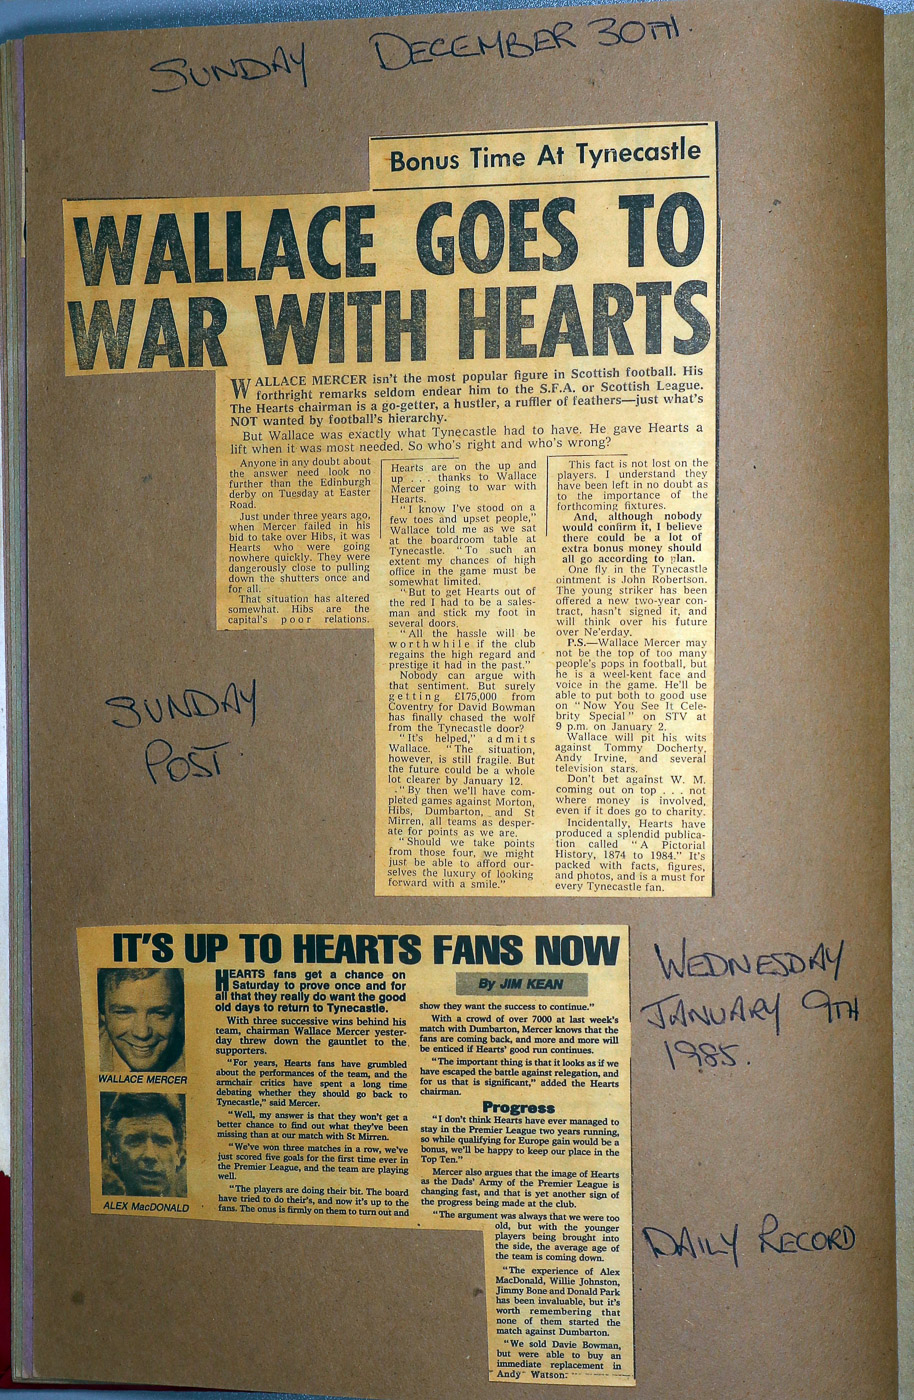 SUNDAY DECEMBER 30TH.
Bonus Time At Tynecastle
WALLACE GOES TO
WAR WITH HEARTS
WALLACE MERCER isn't the most popular figure in Scottish football. His
forthright remarks seldom endear him to the S.F.A. or Scottish League.
The Hearts chairman is a go-getter, a hustler, a ruffler of feathers—just what's
NOT wanted by football's hierarchy.
But Wallace was exactly what Tynecastle had to have. He gave Hearts a
lift when it was most needed. So who's right and who's wrong?
Anyone in any doubt about
the answer need look no
further than the Edinburgh
derby on Tuesday at Easter
Road.
Just under three years ago,
when Mercer failed in his
bid to take over Hibs, it was
Hearts who were going
nowhere quickly. They were
dangerously close to pulling
down the shutters once and
for all.
That situation has altered
somewhat. Hibs are the
capital's poor relations.
Hearts are on the up and
up . . . thanks to Wallace
Mercer going to war with
Hearts.
"I know I've stood on a
few toes and upset people,"
Wallace told me as we sat
at the boardroom table at
Tynecastle. "To such an
extent my chances of high
office in the game must be
somewhat limited.
"But to get Hearts out of
the red I had to be a sales-
man and stick my foot in
several doors.
"All the hassle will be
worthwhile if the club
regains the high regard and
prestige it had in the past."
Nobody can argue with
that sentiment. But surely
getting £175,000 from
Coventry for David Bowman
has finally chased the wolf
from the Tynecastle door?
"It's helped," admits
Wallace. "The situation,
however, is still fragile. But
the future could be a whole
lot clearer by January 12.
"By then we'll have com-
pleted games against Morton,
Hibs, Dumbarton, and St
Mirren, all teams as desper-
ate for points as we are.
"Should we take points
from those four, we might
just be able to afford our-
selves the luxury of looking
forward with a smile."
This fact is not lost on the
players. I understand they
have been left in no doubt as
to the importance of the
forthcoming fixtures.
And, although nobody
would confirm it, I believe
there could be a lot of
extra bonus money should
all go according to plan.
One fly in the Tynecastle
ointment is John Robertson.
The young striker has been
offered a new two-year con-
tract, hasn't signed it, and
will think over his future
over Ne'erday.
P.S.—Wallace Mercer may
not be the top of too many
people's pops in football, but
he is a weel-kent face and
voice in the game. He'll be
able to put both to good use
on "Now You See It Cele-
brity Special" on STV at
9 p.m. on January 2.
Wallace will pit his wits
against Tommy Docherty,
Andy Irvine, and several
television stars.
Don't bet against W. M.
coming out on top . . . not
where money is involved,
even if it does go to charity.
Incidentally, Hearts have
produced a splendid publica-
tion called "A Pictorial
History, 1874 to 1984." It's
packed with facts, figures,
and photos, and is a must for
every Tynecastle fan.
SUNDAY
POST.
IT'S UP TO HEARTS FANS NOW
WALLACE MERCER
ALEX MacDONALD
HEARTS fans get a chance on
Saturday to prove once and for
all that they really do want the good
old days to return to Tynecastle.
With three successive wins behind his
team, chairman Wallace Mercer yester-
day threw down the gauntlet to the
supporters.
"For years, Hearts fans have grumbled
about the performances of the team, and the
armchair critics have spent a long time
debating whether they should go back to
Tynecastle," said Mercer.
"Well, my answer is that they won't get a
better chance to find out what they've been
missing than at our match with St Mirren.
"We've won three matches in a row, we've
just scored five goals for the first time ever in
the Premier League, and the team are playing
well.
"The players are doing their bit. The board
have tried to do their's, and now it's up to the
fans. The onus is firmly on them to turn out and
By JIM KEAN
show they want the success to continue."
With a crowd of over 7000 at last week's
match with Dumbarton, Mercer knows that the
fans are coming back, and more and more will
be enticed if Hearts' good run continues.
"The important thing is that it looks as if we
have escaped the battle against relegation, and
for us that is significant," added the Hearts
chairman.
Progress
"I don't think Hearts have ever managed to
stay in the Premier League two years running,
so while qualifying for Europe gain would be a
bonus, we'll be happy to keep our place in the
Top Ten."
Mercer also argues that the image of Hearts
as the Dads' Army of the Premier League is
changing fast, and that is yet another sign of
the progress being made at the club.
"The argument was always that we were too
old, but with the younger
players being brought into
the side, the average age of
the team is coming down.
"The experience of Alex
MacDonald, Willie Johnston,
Jimmy Bone and Donald Park
has been invaluable, but it's
worth remembering that
none of them started the
match against Dumbarton.
"We sold Davie Bowman,
but were able to buy an
immediate replacement in
Andy Watson.
WEDNESDAY
JANUARY 9TH
1985.
DAILY RECORD